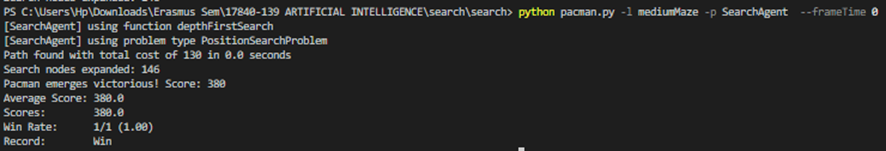 PS C:\Users\Hp\Downloads\Erasmus Sem\17840-139 ARTIFICIAL INTELLIGENCE\search\search> python pacman.py -l mediumMaze -p SearchAgent --frameTime 0
[SearchAgent] using function depthFirstSearch
[SearchAgent] using problem type PositionSearchProblem
Path found with total cost of 130 in 0.0 seconds
Search nodes expanded: 146
Pacman emerges victorious! Score: 380
Average Score: 380.0
Scores:        380.0
Win Rate:      1/1 (1.00)
Record:        Win